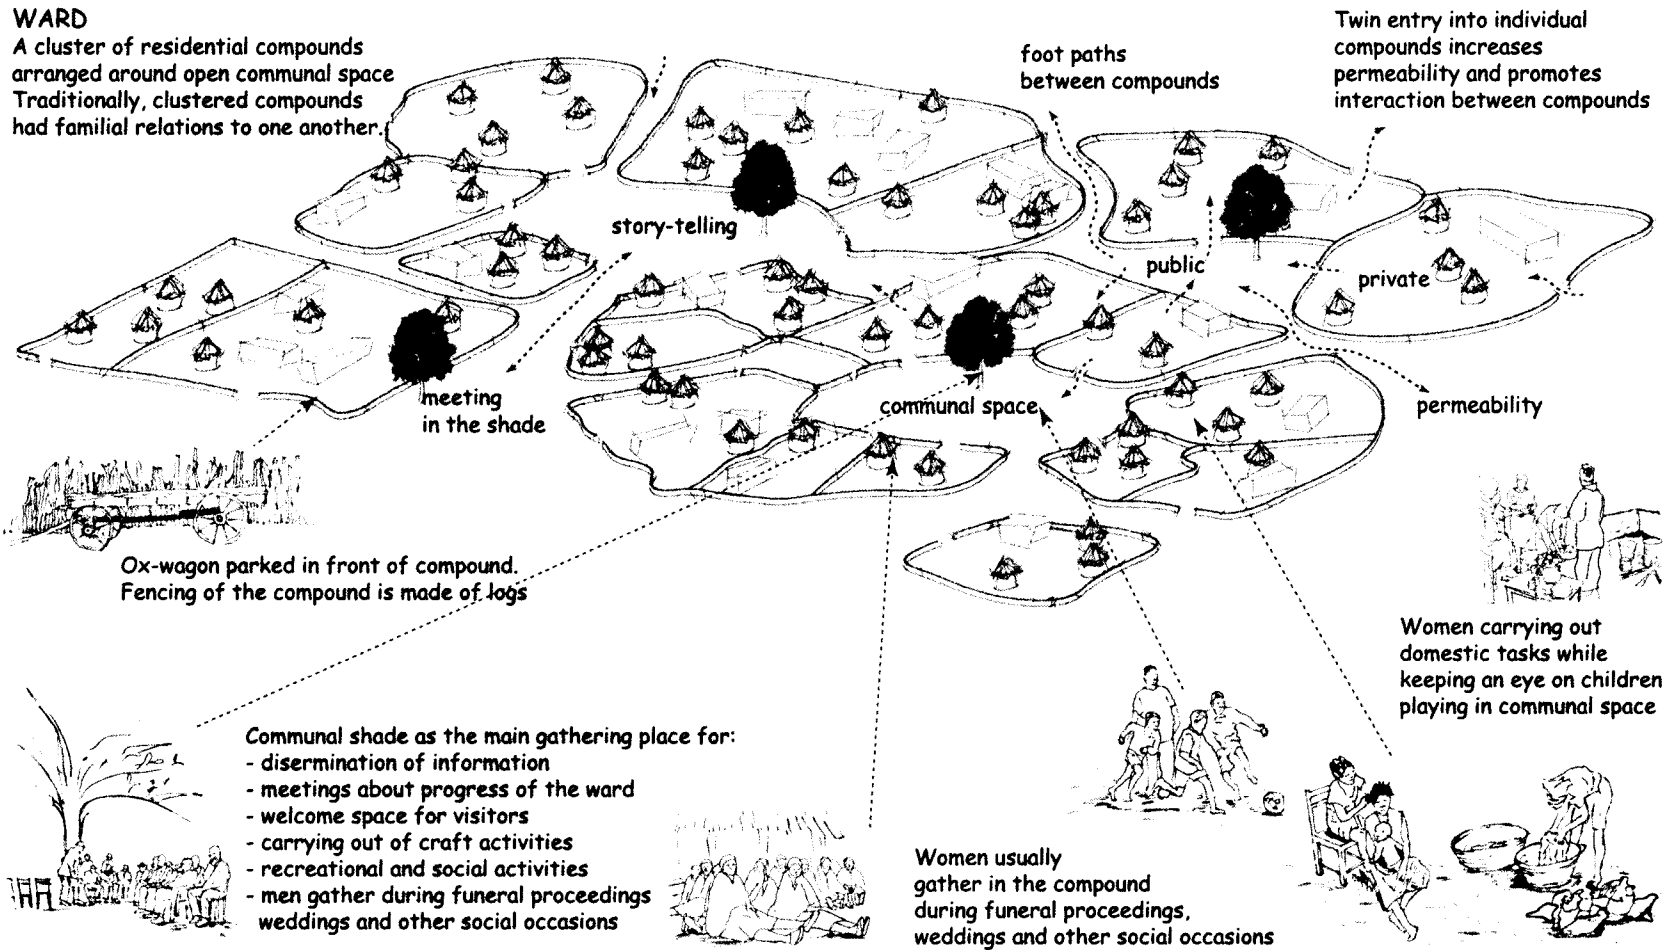 WARD
A cluster of residential compounds
arranged around open communal space
Traditionally, clustered compounds
had familial relations to one another.
foot paths
between compounds
Twin entry into individual
compounds increases
permeability and promotes
interaction between compounds
story-telling
public
private
meeting
in the shade
communal space
permeability
Ox-wagon parked in front of compound.
Fencing of the compound is made of logs
Women carrying out
domestic tasks while
keeping an eye on children
playing in communal space
Communal shade as the main gathering place for:
- disermination of information
- meetings about progress of the ward
- welcome space for visitors
- carrying out of craft activities
- recreational and social activities
- men gather during funeral proceedings
weddings and other social occasions
Women usually
gather in the compound
during funeral proceedings,
weddings and other social occasions